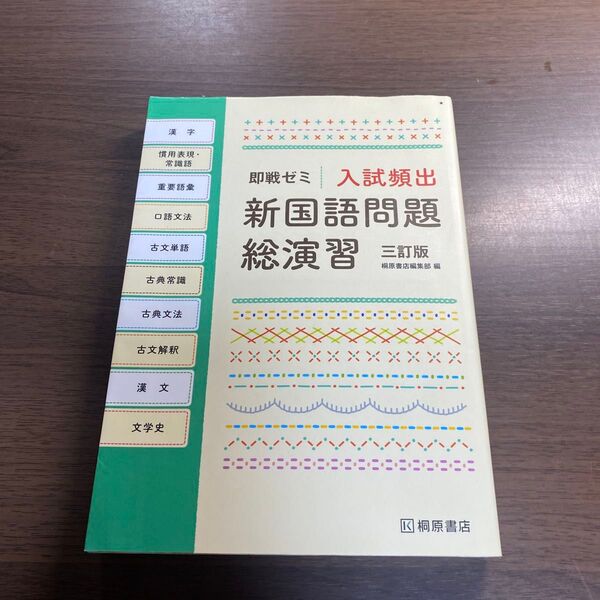 漢字
慣用表現・
常識語
重要語彙
口語文法
古文単語
古典常識
古典文法
古文解釈
漢文
文学史
即戦ゼミ 入試頻出
新国語問題
総演習 三訂版
桐原書店編集部 編
K 桐原書店